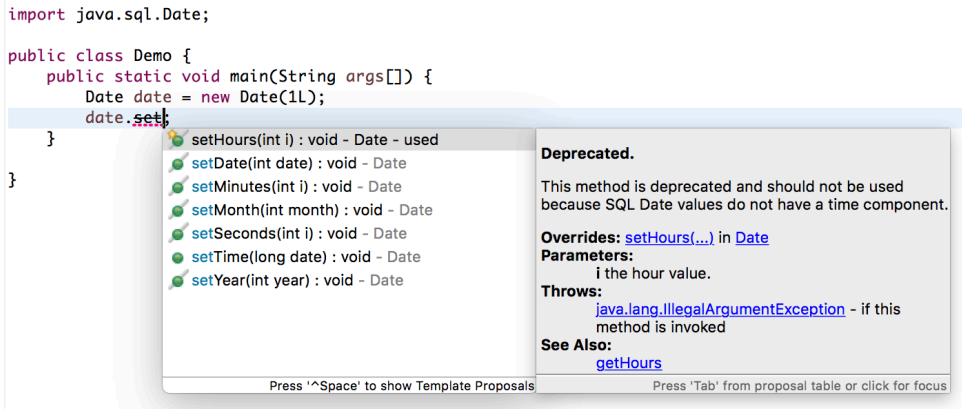 import java.sql.Date;
public class Demo {
public static void main(String args[]) {
Date date = new Date(1L);
date.set;
}
}
setHours(int i) : void - Date - used
setDate(int date) : void - Date
setMinutes(int i) : void - Date
setMonth(int month) : void - Date
setSeconds(int i) : void - Date
setTime(long date) : void - Date
setYear(int year) : void - Date
Press '^Space' to show Template Proposals
Deprecated.
This method is deprecated and should not be used
because SQL Date values do not have a time component.
Overrides: setHours(...) in Date
Parameters:
i the hour value.
Throws:
java.lang.IllegalArgumentException - if this
method is invoked
See Also:
getHours
Press 'Tab' from proposal table or click for focus